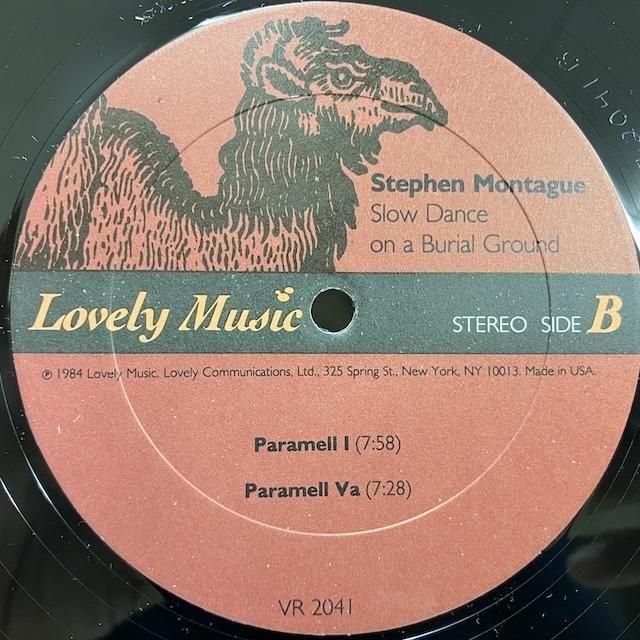 Stephen Montague
Slow Dance
on a Burial Ground
Lovely Music
STEREO SIDE B
℗ 1984 Lovely Music. Lovely Communications, Ltd., 325 Spring St., New York, NY 10013. Made in USA.
Paramell I (7:58)
Paramell Va (7:28)
VR 2041